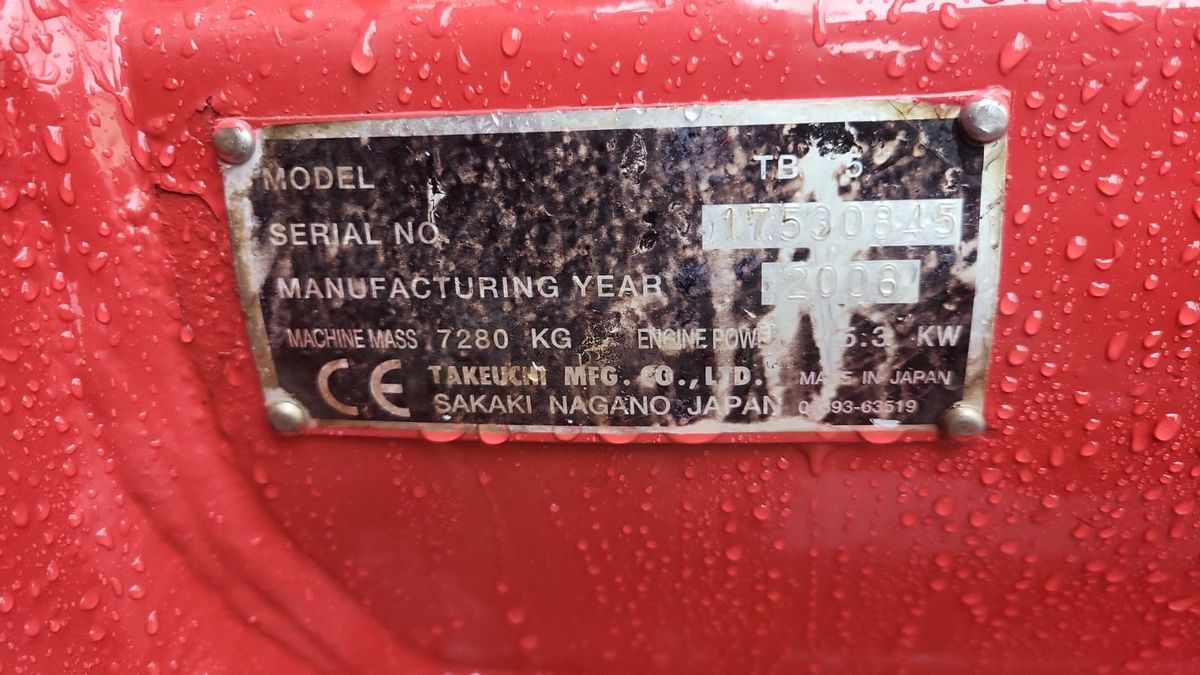 MODEL
SERIAL NO. 17530845
MANUFACTURING YEAR 2006
MACHINE MASS 7280 KG ENGINE KW
CE TAKEUCHI MFG. CO., LTD. MADE IN JAPAN
SAKAKI NAGANO JAPAN